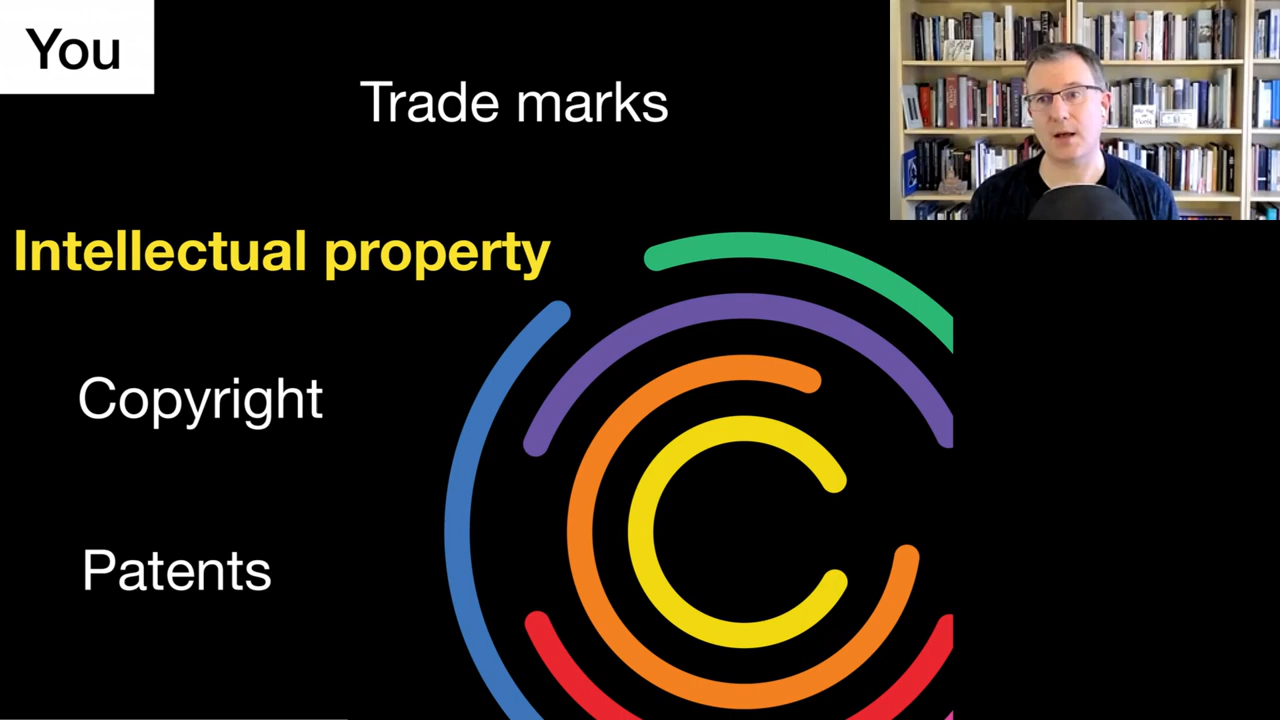 You
Trade marks
Intellectual property
Copyright
Patents